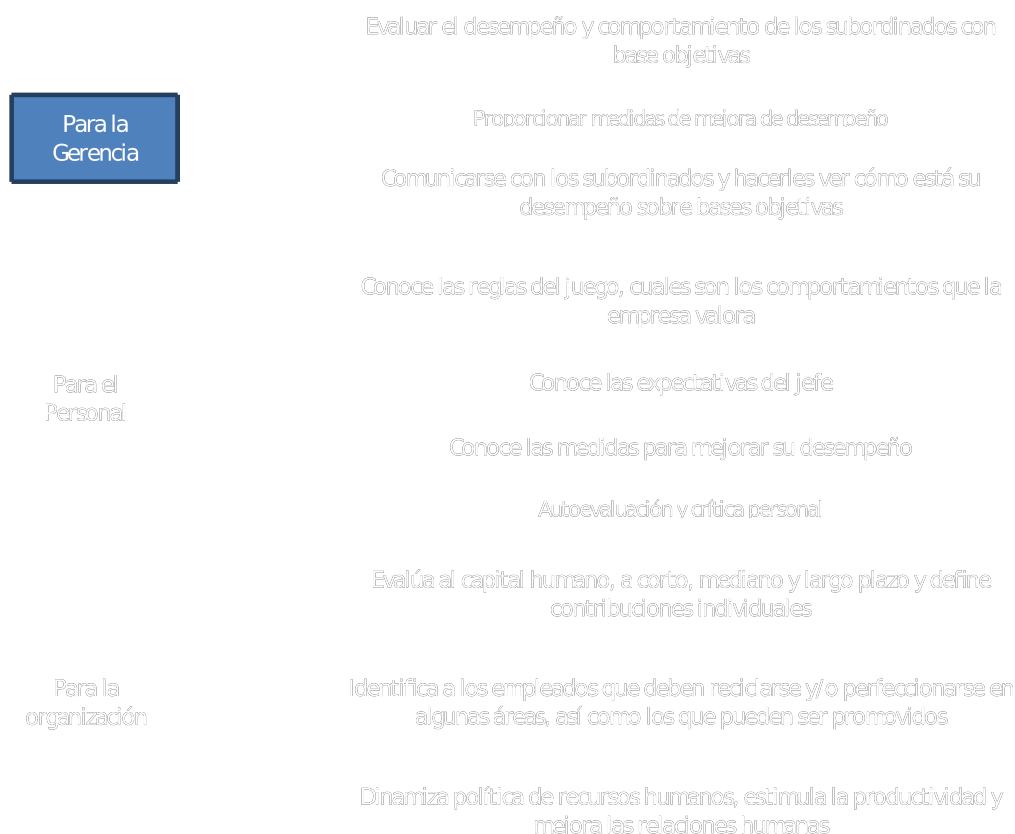 Evaluar el desempeño y comportamiento de los subordinados con
base objetivas
Para la
Gerencia
Proporcionar medidas de mejora de desempeño
Comunicarse con los subordinados y hacerles ver cómo está su
desempeño sobre bases objetivas
Conoce las reglas del juego, cuales son los comportamientos que la
empresa valora
Para el
Personal
Conoce las expectativas del jefe
Conoce las medidas para mejorar su desempeño
Autoevaluación y crítica personal
Evalúa al capital humano, a corto, mediano y largo plazo y define
contribuciones individuales
Para la
organización
Identifica a los empleados que deben reciclarse y/o perfeccionarse en
algunas áreas, así como los que pueden ser promovidos
Dinamiza política de recursos humanos, estimula la productividad y
mejora las relaciones humanas